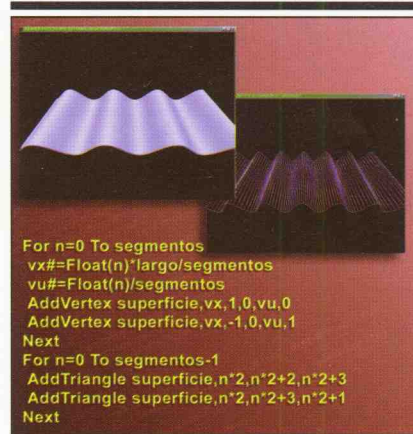 For n=0 To segmentos
vx#=Float(n)*largo/segmentos
vu#=Float(n)/segmentos
AddVertex superficie,vx,1,0,vu,0
AddVertex superficie,vx,-1,0,vu,1
Next
For n=0 To segmentos-1
AddTriangle superficie,n*2,n*2+2,n*2+3
AddTriangle superficie,n*2,n*2+3,n*2+1
Next